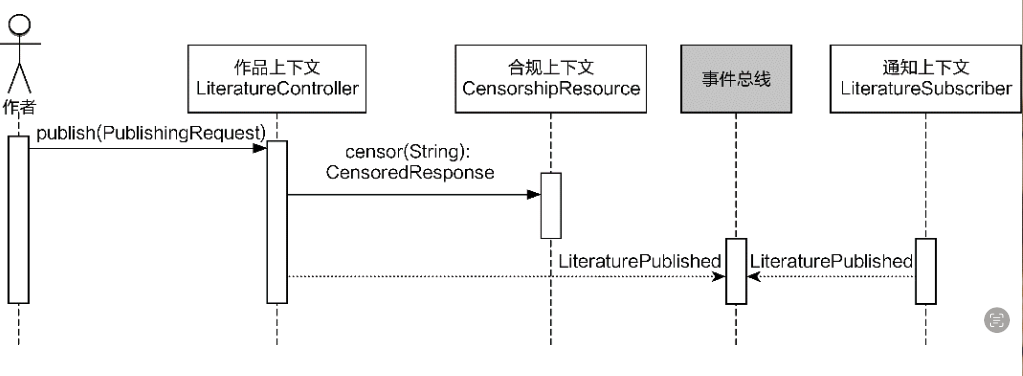 作者
作品上下文
LiteratureController
合规上下文
CensorshipResource
事件总线
通知上下文
LiteratureSubscriber
publish(PublishingRequest)
censor(String):
CensoredResponse
LiteraturePublished
LiteraturePublished